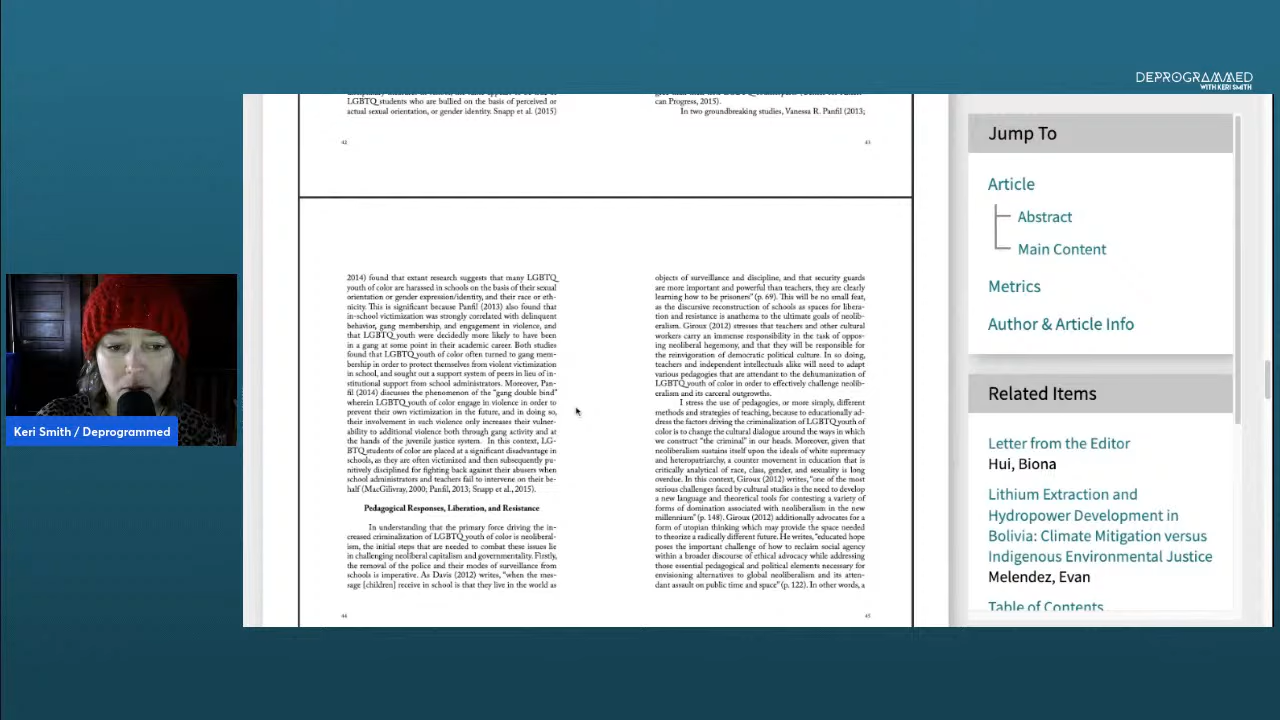 DEPROGRAMMED
WITH KERI SMITH
LGBTQ students who are bullied on the basis of perceived or
actual sexual orientation, or gender identity. Snapp et al. (2015)
42
can Progress, 2015).
In two groundbreaking studies, Vanessa R. Panfil (2013;
43
2014) found that extant research suggests that many LGBTQ
youth of color are harassed in schools on the basis of their sexual
orientation or gender expression/identity, and their race or eth-
nicity. This is significant because Panfil (2013) also found that
in-school victimization was strongly correlated with delinquent
behavior, gang membership, and engagement in violence, and
that LGBTQ youth were decidedly more likely to have been
in a gang at some point in their academic career. Both studies
found that LGBTQ youth of color often turned to gang mem-
bership in order to protect themselves from violent victimization
in school, and sought out a support system of peers in lieu of in-
stitutional support from school administrators. Moreover, Pan-
fil (2014) discusses the phenomenon of the "gang double bind"
wherein LGBTQ youth of color engage in violence in order to
prevent their own victimization in the future, and in doing so,
their involvement in such violence only increases their vulner-
ability to additional violence both through gang activity and at
the hands of the juvenile justice system. In this context, LG-
BTQ students of color are placed at a significant disadvantage in
schools, as they are often victimized and then subsequently pu-
nitively disciplined for fighting back against their abusers when
school administrators and teachers fail to intervene on their be-
half (MacGilivray, 2000; Panfil, 2013; Snapp et al., 2015).
Pedagogical Responses, Liberation, and Resistance
In understanding that the primary force driving the in-
creased criminalization of LGBTQ youth of color is neoliberal-
ism, the initial steps that are needed to combat these issues lie
in challenging neoliberal capitalism and governmentality. Firstly,
the removal of the police and their modes of surveillance from
schools is imperative. As Davis (2012) writes, "when the mes-
sage [children] receive in school is that they live in the world as
44
objects of surveillance and discipline, and that security guards
are more important and powerful than teachers, they are clearly
learning how to be prisoners" (p. 69). This will be no small feat,
as the discursive reconstruction of schools as spaces for libera-
tion and resistance is anathema to the ultimate goals of neolib-
eralism. Giroux (2012) stresses that teachers and other cultural
workers carry an immense responsibility in the task of oppos-
ing neoliberal hegemony, and that they will be responsible for
the reinvigoration of democratic political culture. In so doing,
teachers and independent intellectuals alike will need to adapt
various pedagogies that are attendant to the dehumanization of
LGBTQ youth of color in order to effectively challenge neolib-
eralism and its carceral outgrowths.
I stress the use of pedagogies, or more simply, different
methods and strategies of teaching, because to educationally ad-
dress the factors driving the criminalization of LGBTQ youth of
color is to change the cultural dialogue around the ways in which
we construct "the criminal" in our heads. Moreover, given that
neoliberalism sustains itself upon the ideals of white supremacy
and heteropatriarchy, a counter movement in education that is
critically analytical of race, class, gender, and sexuality is long
overdue. In this context, Giroux (2012) writes, "one of the most
serious challenges faced by cultural studies is the need to develop
a new language and theoretical tools for contesting a variety of
forms of domination associated with neoliberalism in the new
millennium" (p. 148). Giroux (2012) additionally advocates for a
form of utopian thinking which may provide the space needed
to theorize a radically different future. He writes, "educated hope
poses the important challenge of how to reclaim social agency
within a broader discourse of ethical advocacy while addressing
those essential pedagogical and political elements necessary for
envisioning alternatives to global neoliberalism and its atten-
dant assault on public time and space" (p. 122). In other words, a
45
Jump To
Article
Abstract
Main Content
Metrics
Author & Article Info
Related Items
Letter from the Editor
Hui, Biona
Lithium Extraction and
Hydropower Development in
Bolivia: Climate Mitigation versus
Indigenous Environmental Justice
Melendez, Evan
Table of Contents
Keri Smith / Deprogrammed